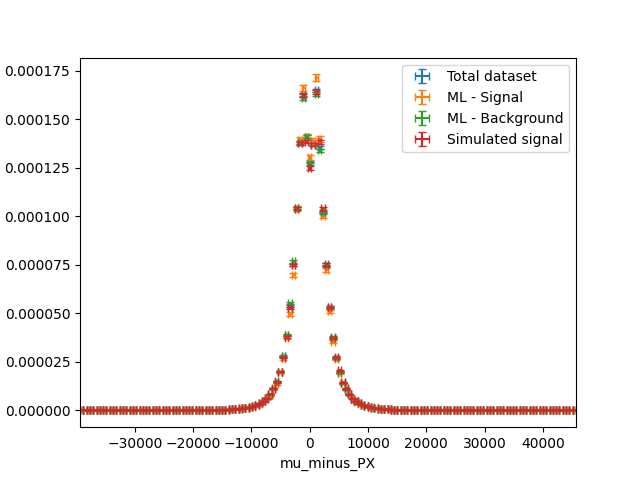 0.000175
0.000150
0.000125
0.000100
0.000075
0.000050
0.000025
0.000000
Total dataset
ML - Signal
ML - Background
Simulated signal
−30000 −20000 −10000 0 10000 20000 30000 40000
mu_minus_PX